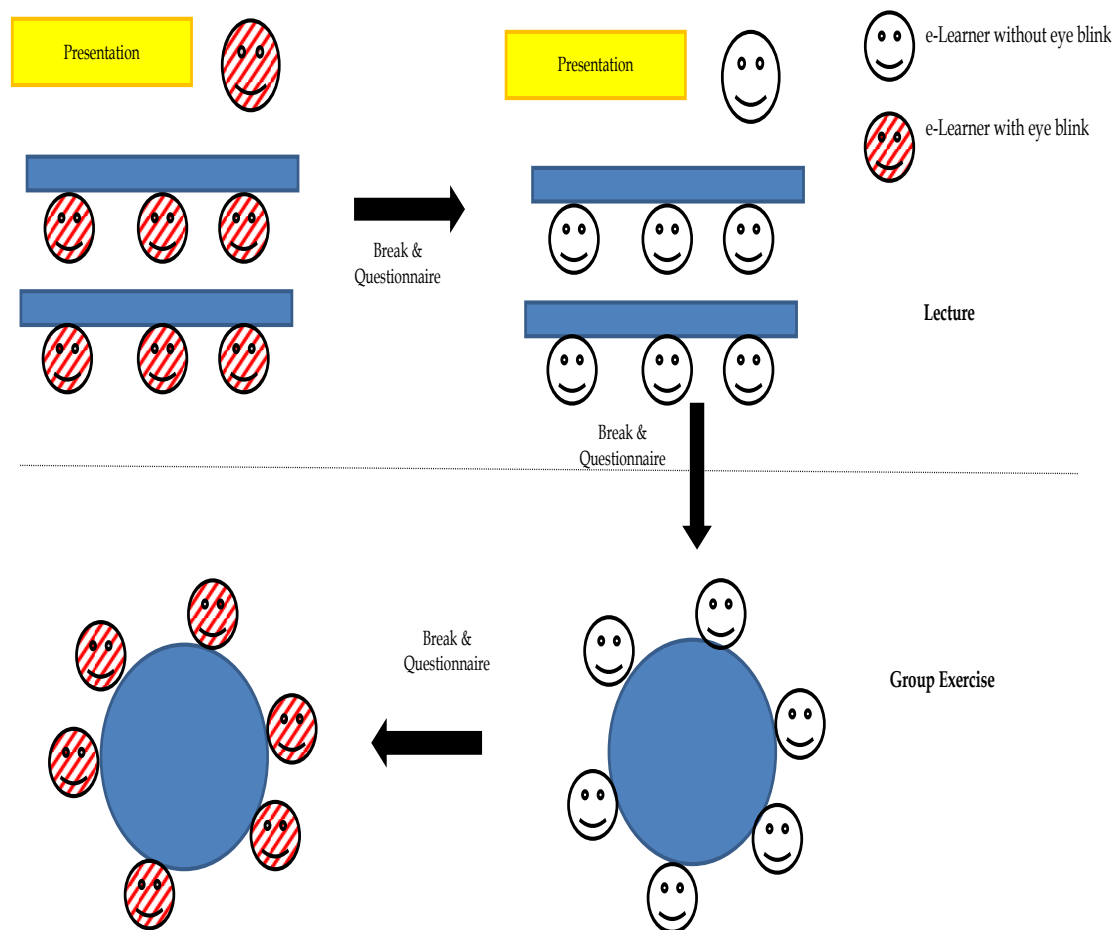 Presentation
Presentation
e-Learner without eye blink
e-Learner with eye blink
Break &
Questionnaire
Lecture
Break &
Questionnaire
Break &
Questionnaire
Group Exercise